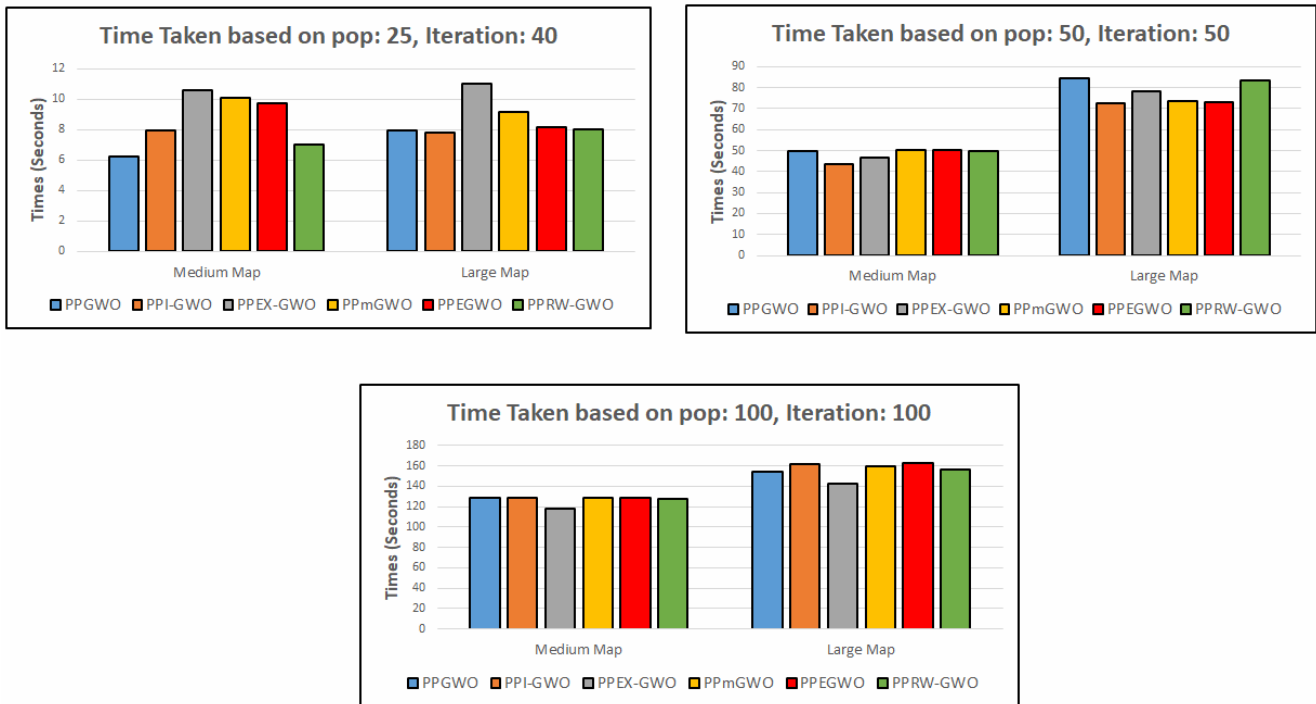 Time Taken based on pop: 25, Iteration: 40
Times (Seconds)
12
10
8
6
4
2
0
Medium Map Large Map
PPGWO PPI-GWO PPEX-GWO PPmGWO PPEGWO PPRW-GWO
Time Taken based on pop: 50, Iteration: 50
Times (Seconds)
90
80
70
60
50
40
30
20
10
0
Medium Map Large Map
PPGWO PPI-GWO PPEX-GWO PPmGWO PPEGWO PPRW-GWO
Time Taken based on pop: 100, Iteration: 100
Times (Seconds)
180
160
140
120
100
80
60
40
20
0
Medium Map Large Map
PPGWO PPI-GWO PPEX-GWO PPmGWO PPEGWO PPRW-GWO